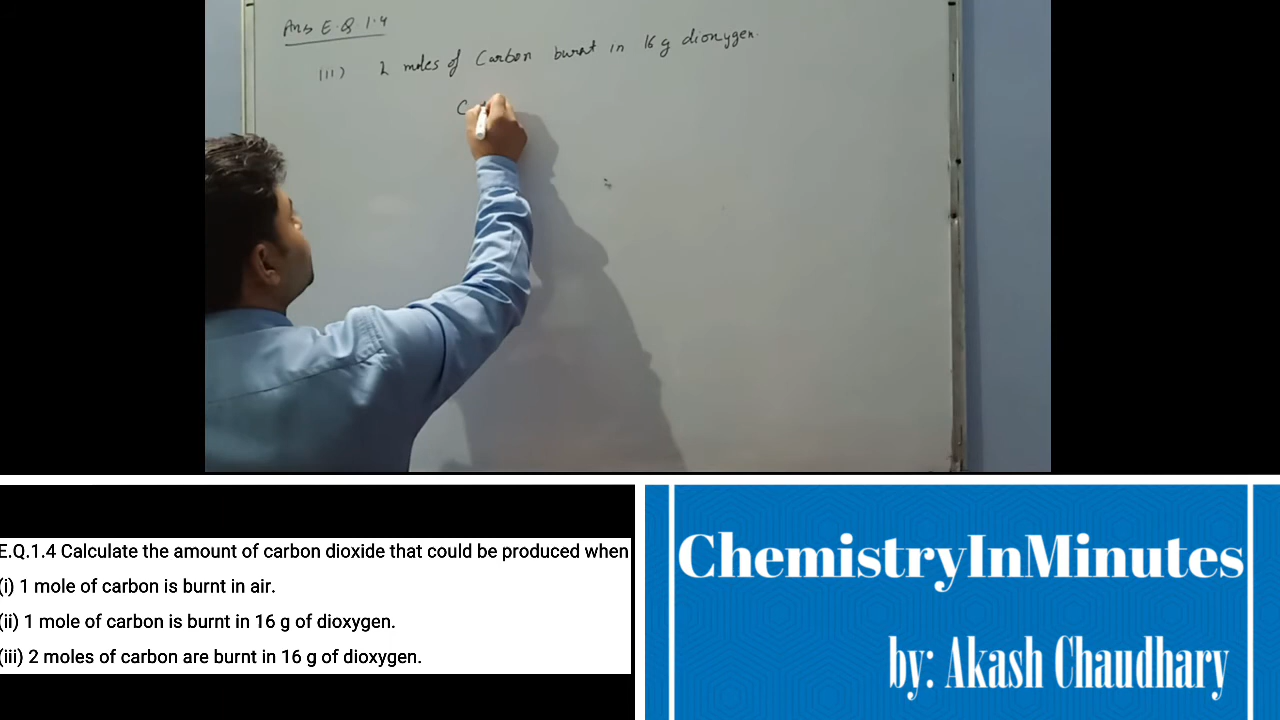 Ans E.Q 1.4
(III) 2 moles of Carbon burnt in 16 g dioxygen.
C
E.Q.1.4 Calculate the amount of carbon dioxide that could be produced when
(i) 1 mole of carbon is burnt in air.
(ii) 1 mole of carbon is burnt in 16 g of dioxygen.
(iii) 2 moles of carbon are burnt in 16 g of dioxygen.
ChemistryInMinutes
by: Akash Chaudhary